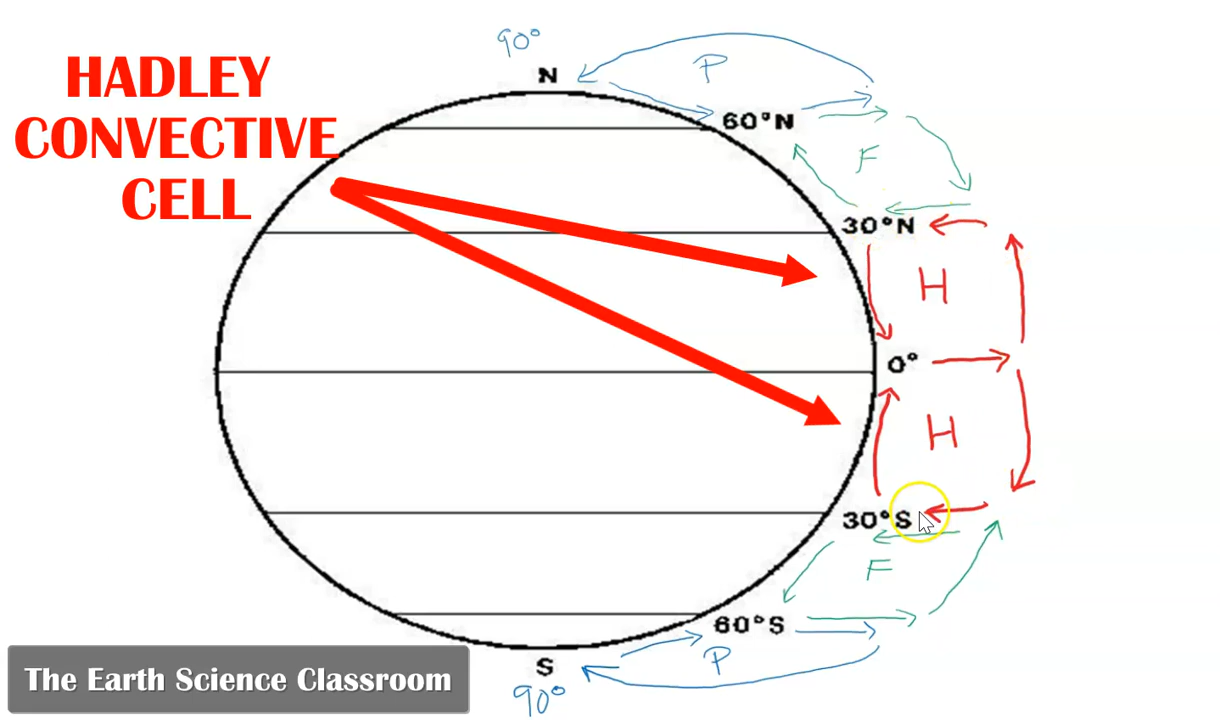 HADLEY
CONVECTIVE
CELL
90°
N
P
60°N
F
30°N
H
0°
H
30°S
F
60°S
P
S
90°
The Earth Science Classroom